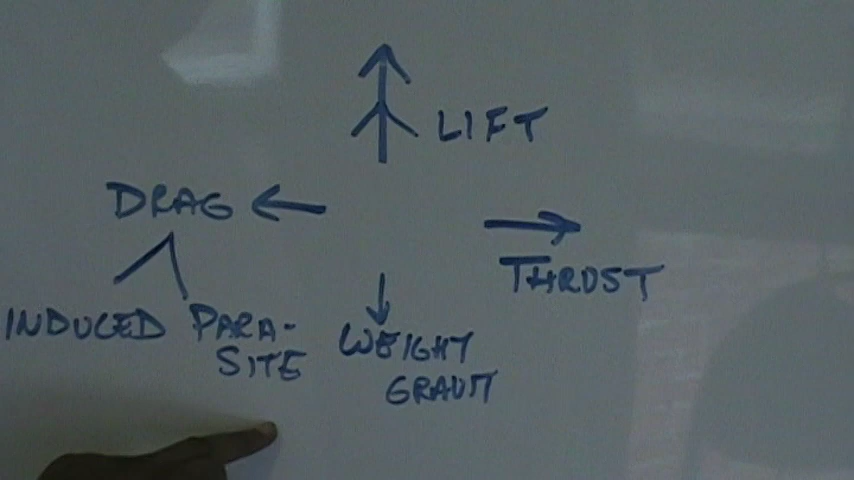 LIFT
DRAG
THRUST
INDUCED PARA-
SITE
WEIGHT
GRAVIT